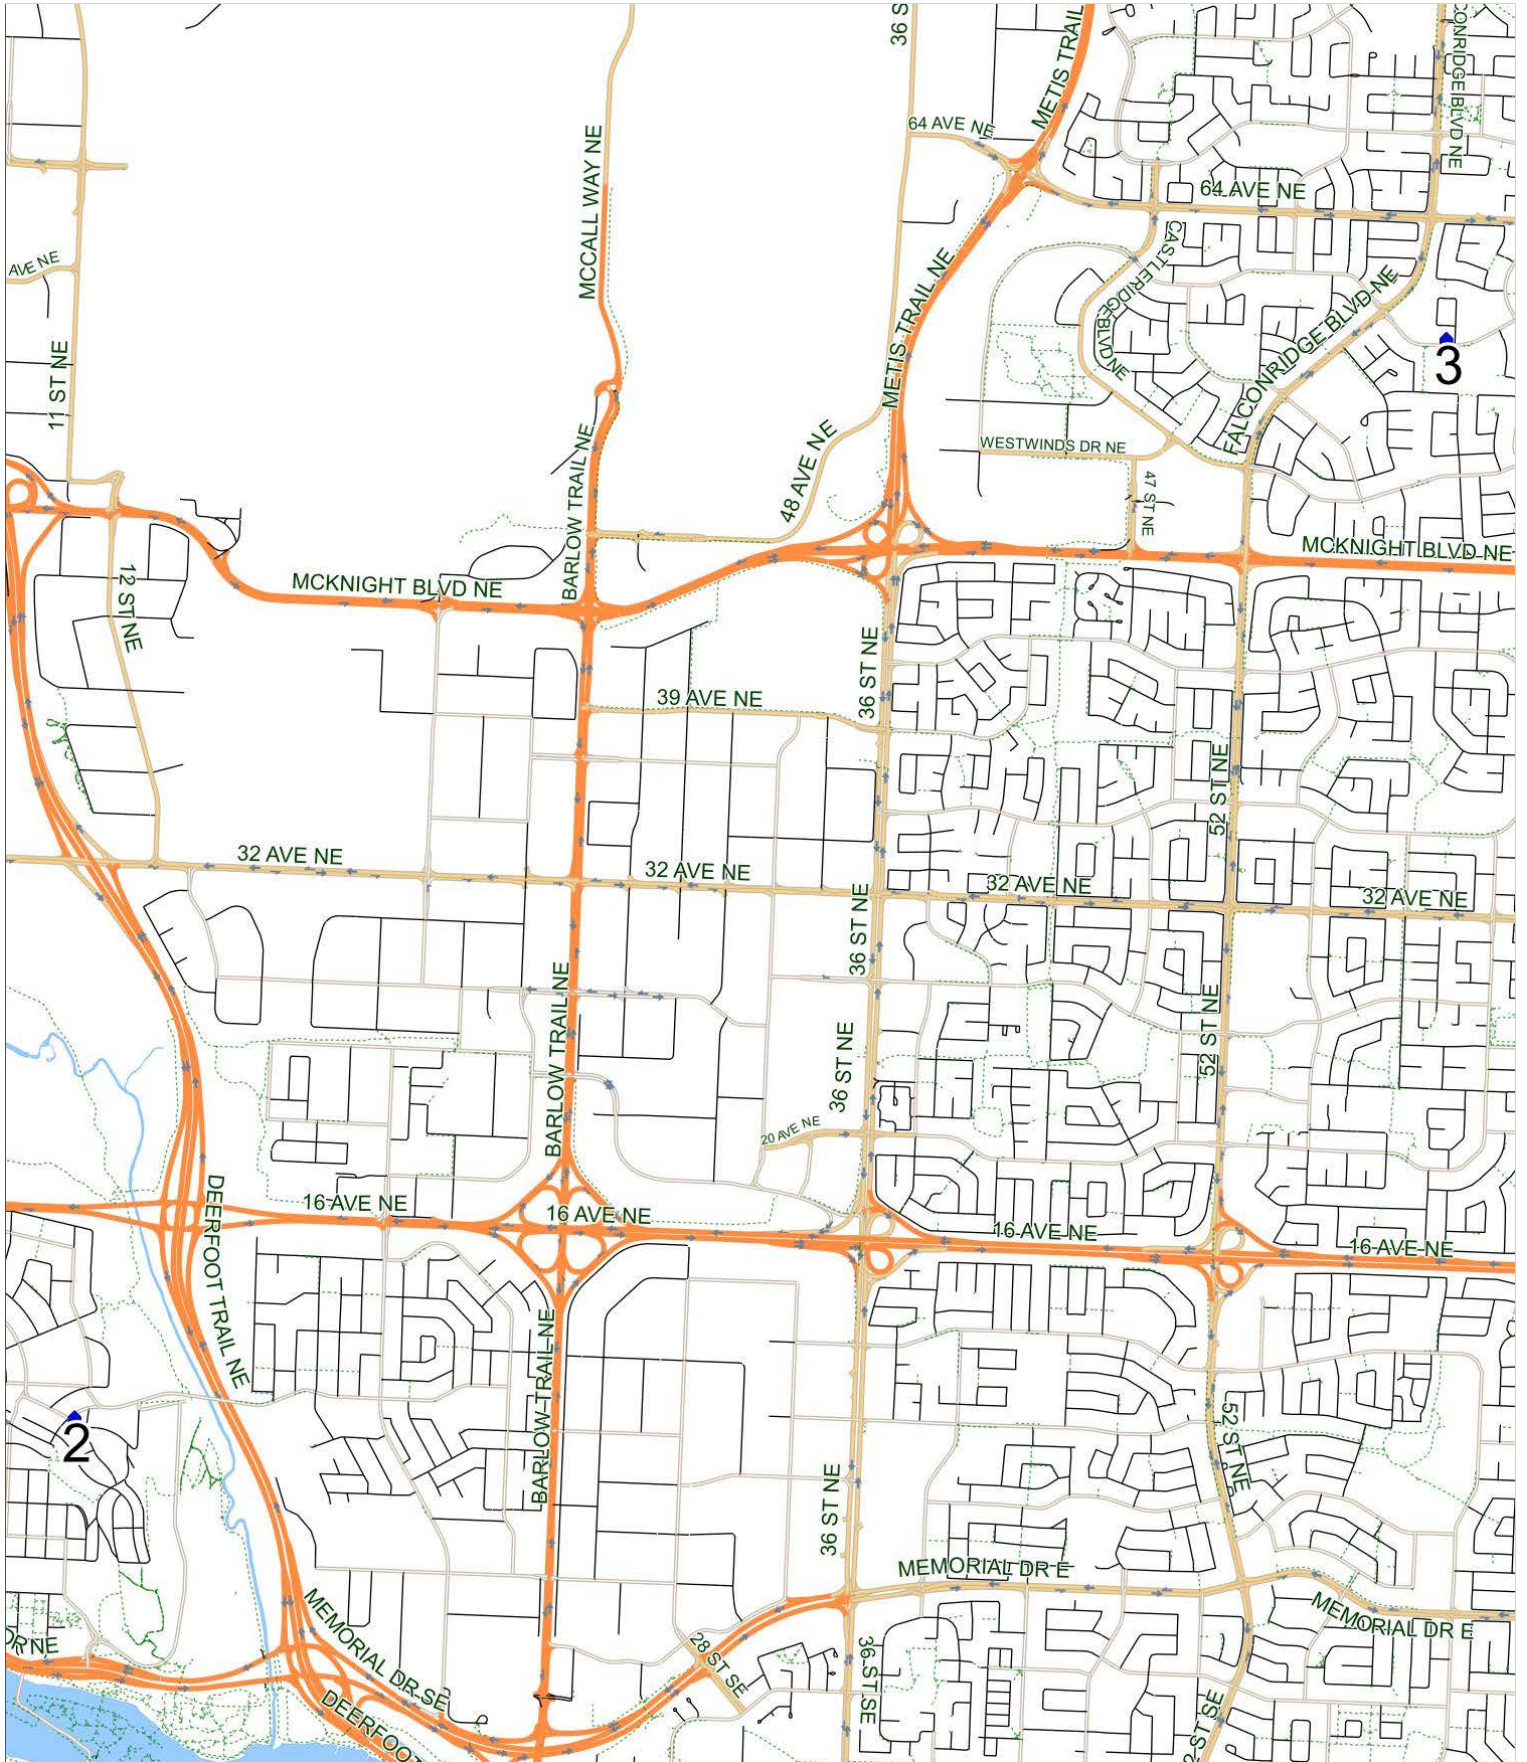 36 S
METIS TRAIL
ONRIDGE BLVD NE
64 AVE NE
MCCALL WAY NE
64 AVE NE
AVE NE
CASTLERIDGE BLVD NE
METIS TRAIL NE
FALCONRIDGE BLVD NE
3
11 ST NE
BARLOW TRAIL NE
48 AVE NE
WESTWINDS DR NE
47 ST NE
MCKNIGHT BLVD NE
12 ST NE
MCKNIGHT BLVD NE
36 ST NE
39 AVE NE
52 ST NE
32 AVE NE
32 AVE NE
32 AVE NE
32 AVE NE
36 ST NE
BARLOW TRAIL NE
52 ST NE
36 ST NE
20 AVE NE
DEERFOOT TRAIL NE
16 AVE NE
16 AVE NE
16 AVE NE
16 AVE NE
BARLOW TRAIL NE
2
52 ST NE
36 ST NE
MEMORIAL DR E
MEMORIAL DR E
DR NE
MEMORIAL DR SE
28 ST SE
36 ST SE
DEERFOOT
2 ST SE